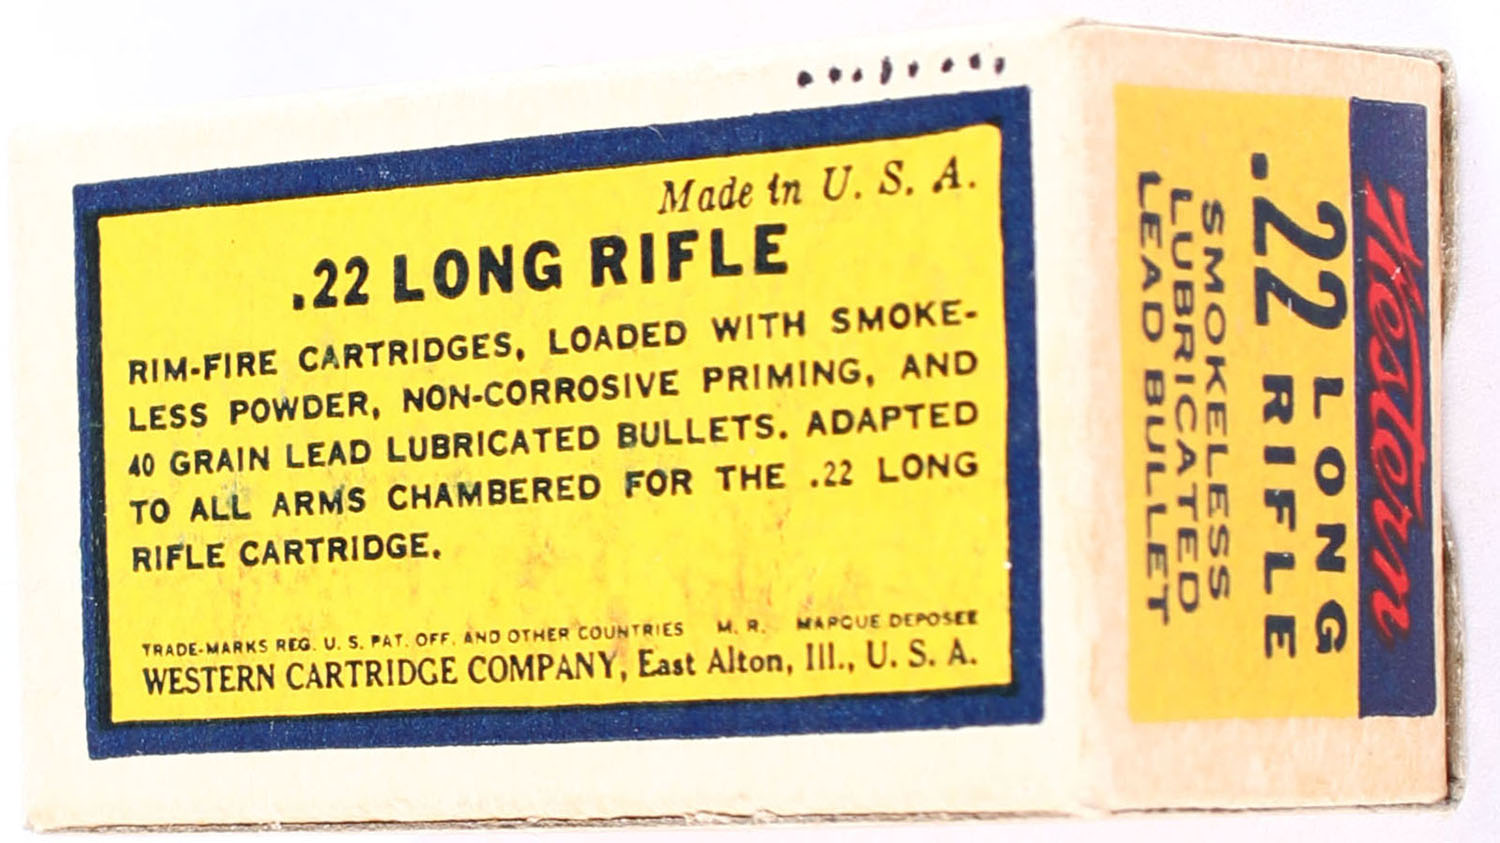 Made in U. S. A.
.22 LONG RIFLE
RIM-FIRE CARTRIDGES, LOADED WITH SMOKE-
LESS POWDER, NON-CORROSIVE PRIMING, AND
40 GRAIN LEAD LUBRICATED BULLETS. ADAPTED
TO ALL ARMS CHAMBERED FOR THE .22 LONG
RIFLE CARTRIDGE.
TRADE-MARKS REG. U. S. PAT. OFF. AND OTHER COUNTRIES M. R. MARQUE DEPOSEE
WESTERN CARTRIDGE COMPANY, East Alton, Ill., U. S. A.
Western
.22 LONG
RIFLE
SMOKELESS
LUBRICATED
LEAD BULLET